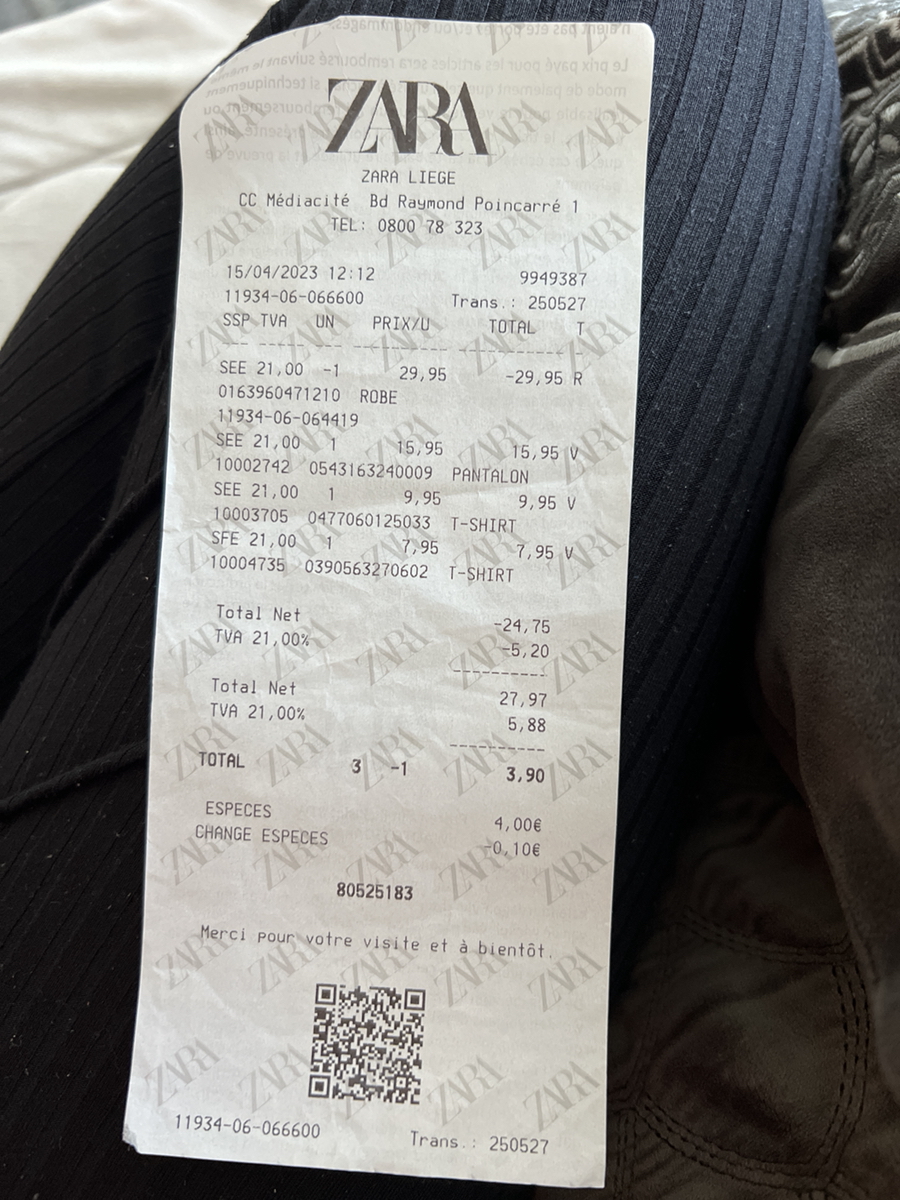 ZARA
ZARA LIEGE
CC Médiacité Bd Raymond Poincarré 1
TEL: 0800 78 323
15/04/2023 12:12 9949387
11934-06-066600 Trans.: 250527
SSP TVA UN PRIX/U TOTAL T
SEE 21,00 -1 29,95 -29,95 R
0163960471210 ROBE
11934-06-064419
SEE 21,00 1 15,95 15,95 V
10002742 0543163240009 PANTALON
SEE 21,00 1 9,95 9,95 V
10003705 0477060125033 T-SHIRT
SFE 21,00 1 7,95 7,95 V
10004735 0390563270602 T-SHIRT
Total Net -24,75
TVA 21,00% -5,20
Total Net 27,97
TVA 21,00% 5,88
TOTAL 3 -1 3,90
ESPECES 4,00€
CHANGE ESPECES -0,10€
80525183
Merci pour votre visite et à bientôt.
11934-06-066600 Trans.: 250527